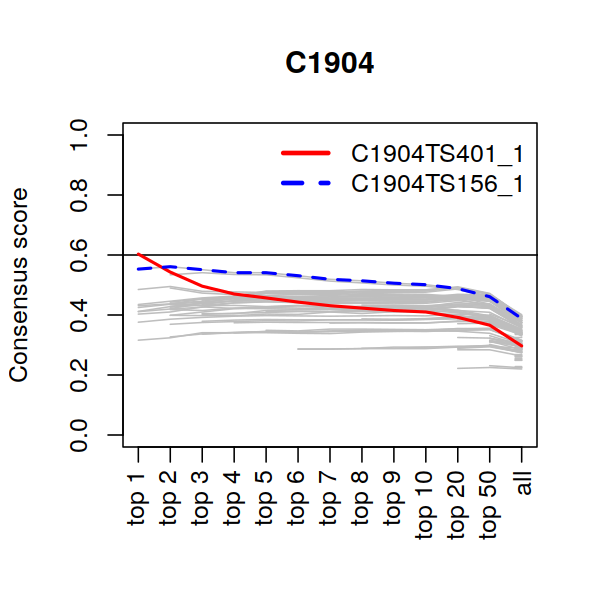 C1904
C1904TS401_1
C1904TS156_1
Consensus score
1.0
0.8
0.6
0.4
0.2
0.0
top 1
top 2
top 3
top 4
top 5
top 6
top 7
top 8
top 9
top 10
top 20
top 50
all